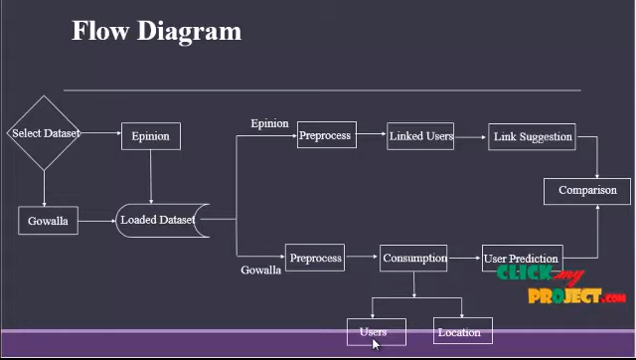 Flow Diagram
Select Dataset
Epinion
Epinion
Preprocess
Linked Users
Link Suggestion
Comparison
Gowalla
Loaded Dataset
Gowalla
Preprocess
Consumption
User Prediction
CLICK my
PROJECT.COM
Users
Location